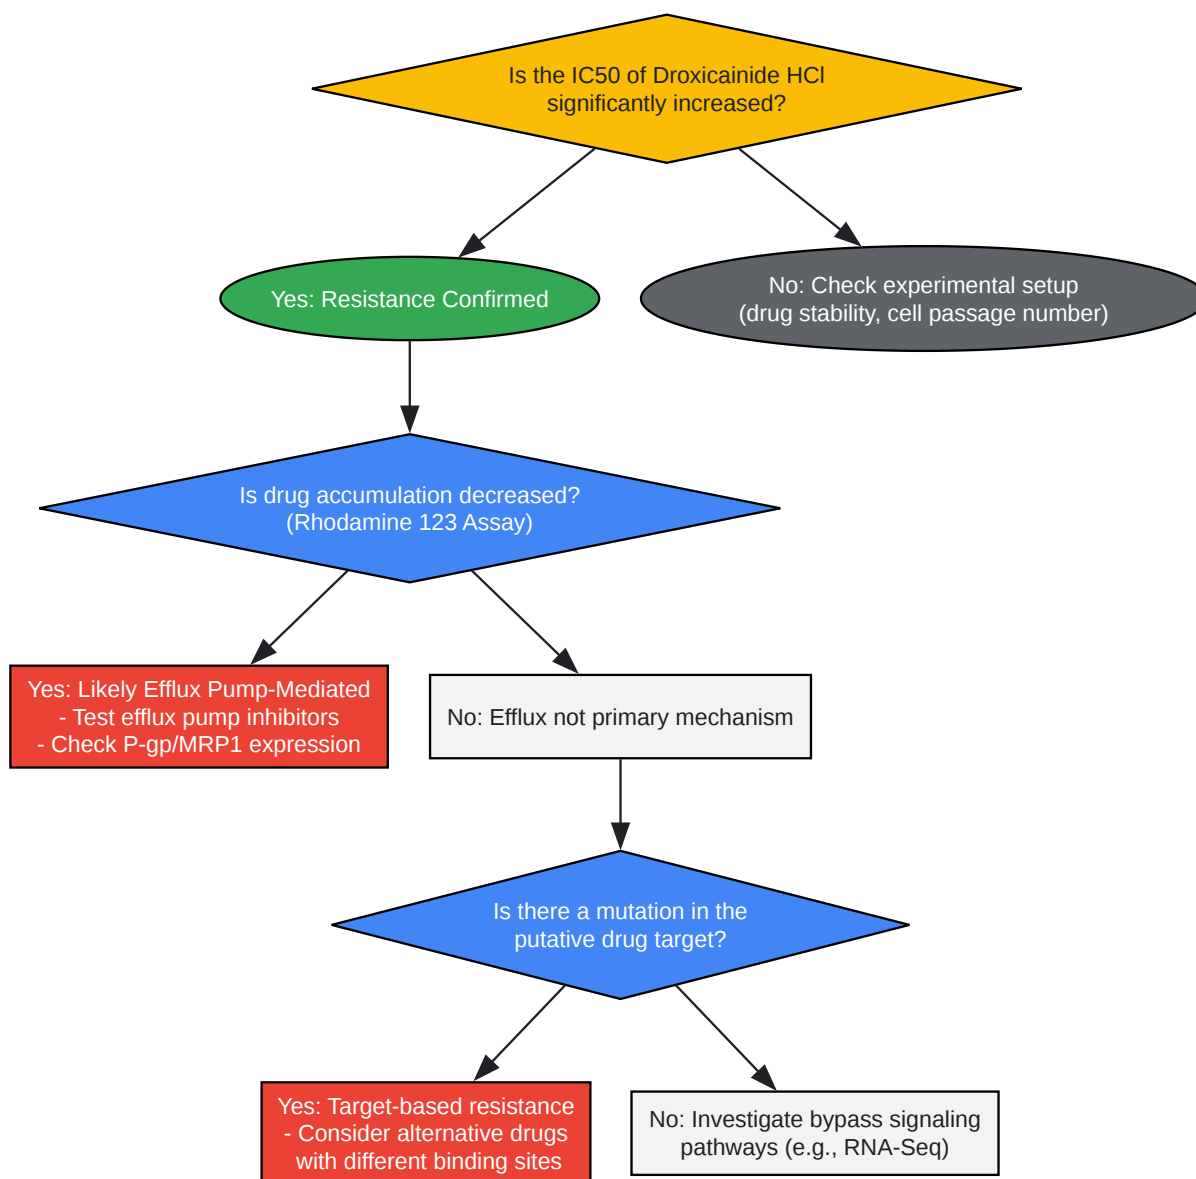 Is the IC50 of Droxicainide HCl
significantly increased?
Yes: Resistance Confirmed
No: Check experimental setup
(drug stability, cell passage number)
Is drug accumulation decreased?
(Rhodamine 123 Assay)
Yes: Likely Efflux Pump-Mediated
- Test efflux pump inhibitors
- Check P-gp/MRP1 expression
No: Efflux not primary mechanism
Is there a mutation in the
putative drug target?
Yes: Target-based resistance
- Consider alternative drugs
with different binding sites
No: Investigate bypass signaling
pathways (e.g., RNA-Seq)